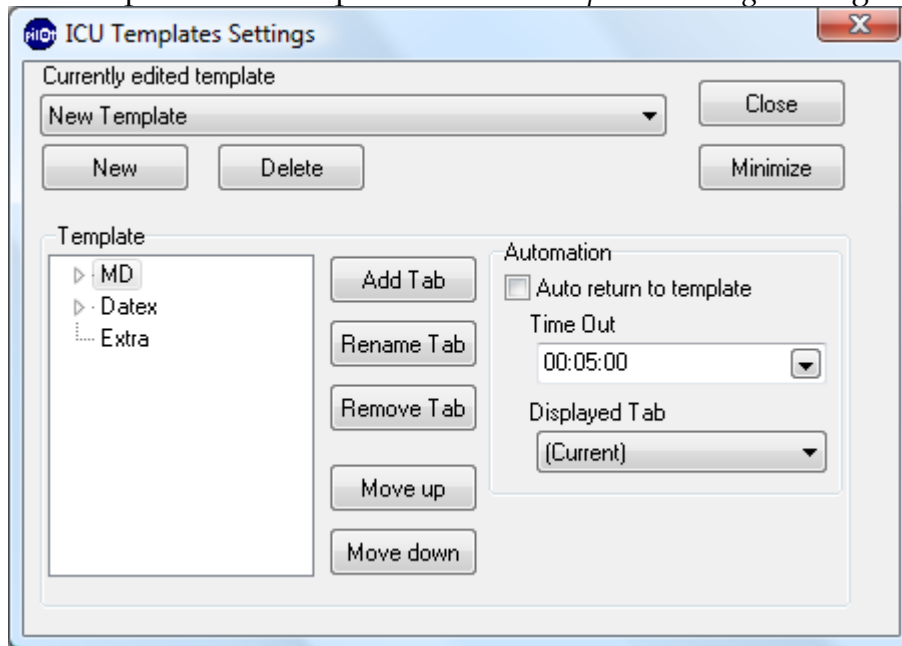 PiLOT ICU Templates Settings
X
Currently edited template
New Template
Close
New
Delete
Minimize
Template
MD
Datex
Extra
Add Tab
Rename Tab
Remove Tab
Move up
Move down
Automation
Auto return to template
Time Out
00:05:00
Displayed Tab
(Current)